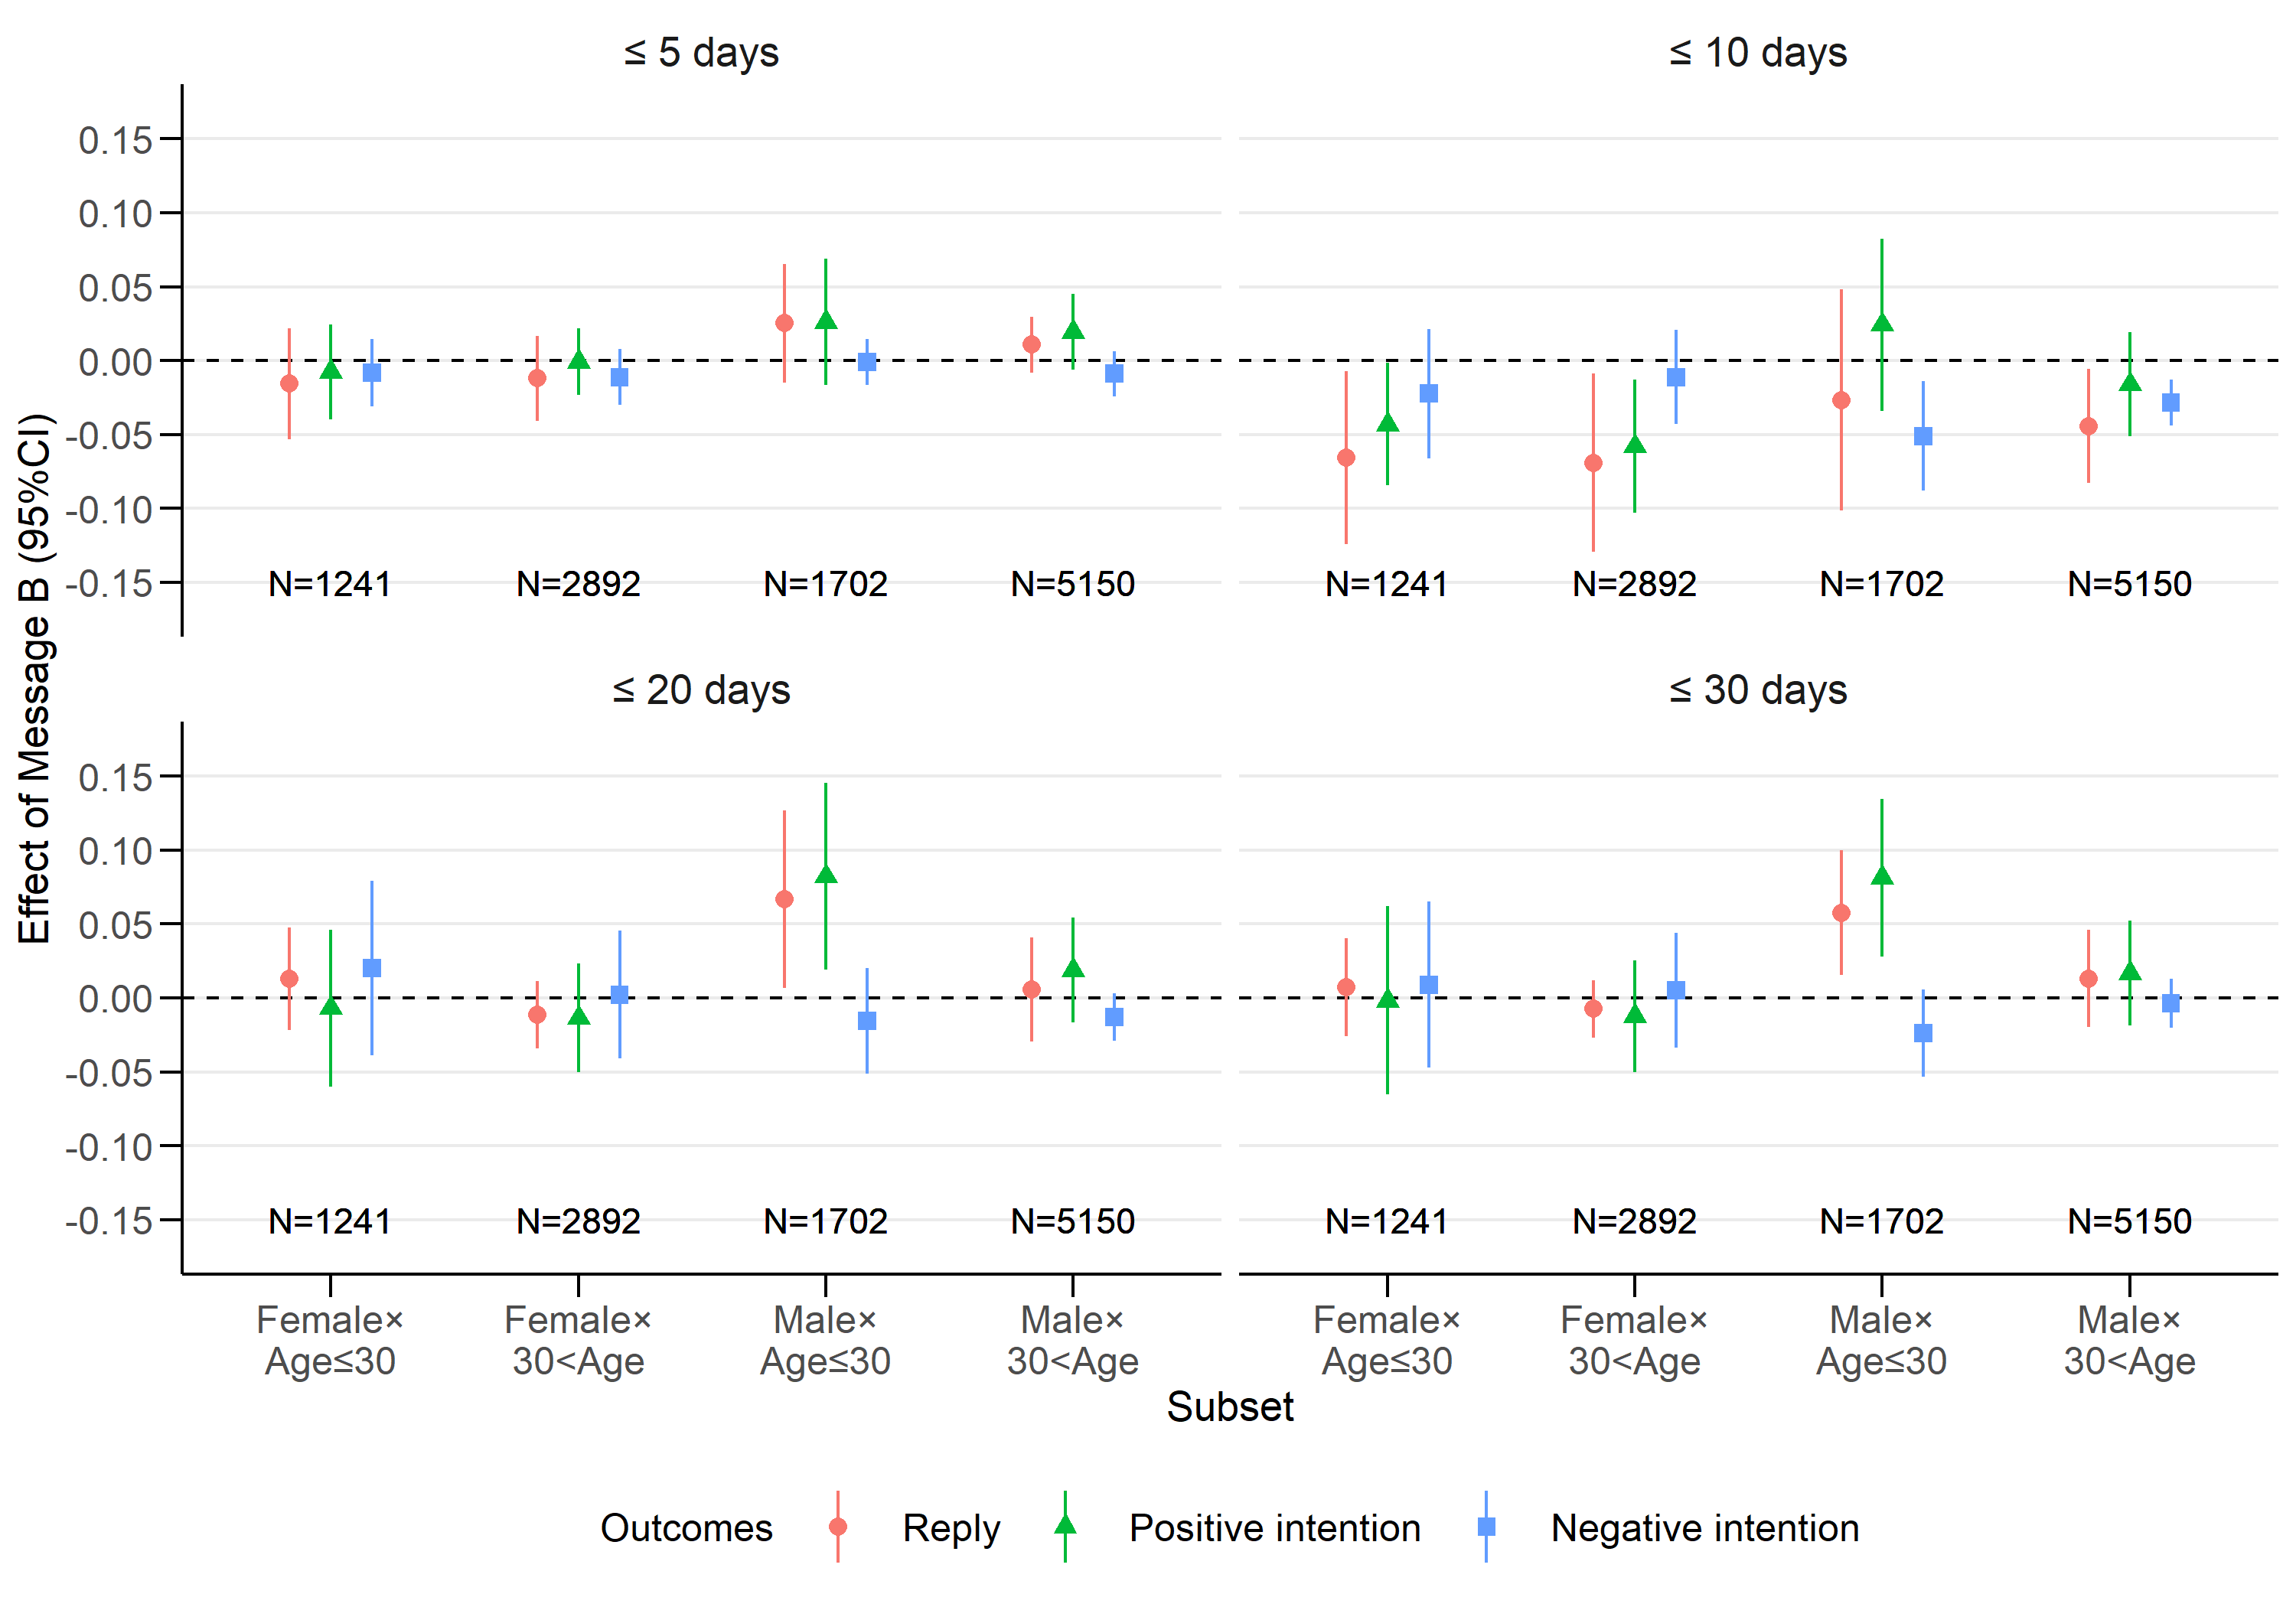 ≤ 5 days
≤ 10 days
0.15
0.10
0.05
0.00
-0.05
-0.10
-0.15
N=1241 N=2892 N=1702 N=5150
N=1241 N=2892 N=1702 N=5150
Effect of Message B (95%CI)
≤ 20 days
≤ 30 days
0.15
0.10
0.05
0.00
-0.05
-0.10
-0.15
N=1241 N=2892 N=1702 N=5150
N=1241 N=2892 N=1702 N=5150
Female× Female× Male× Male× Female× Female× Male× Male×
Age≤30 30<Age Age≤30 30<Age Age≤30 30<Age Age≤30 30<Age
Subset
Outcomes Reply Positive intention Negative intention